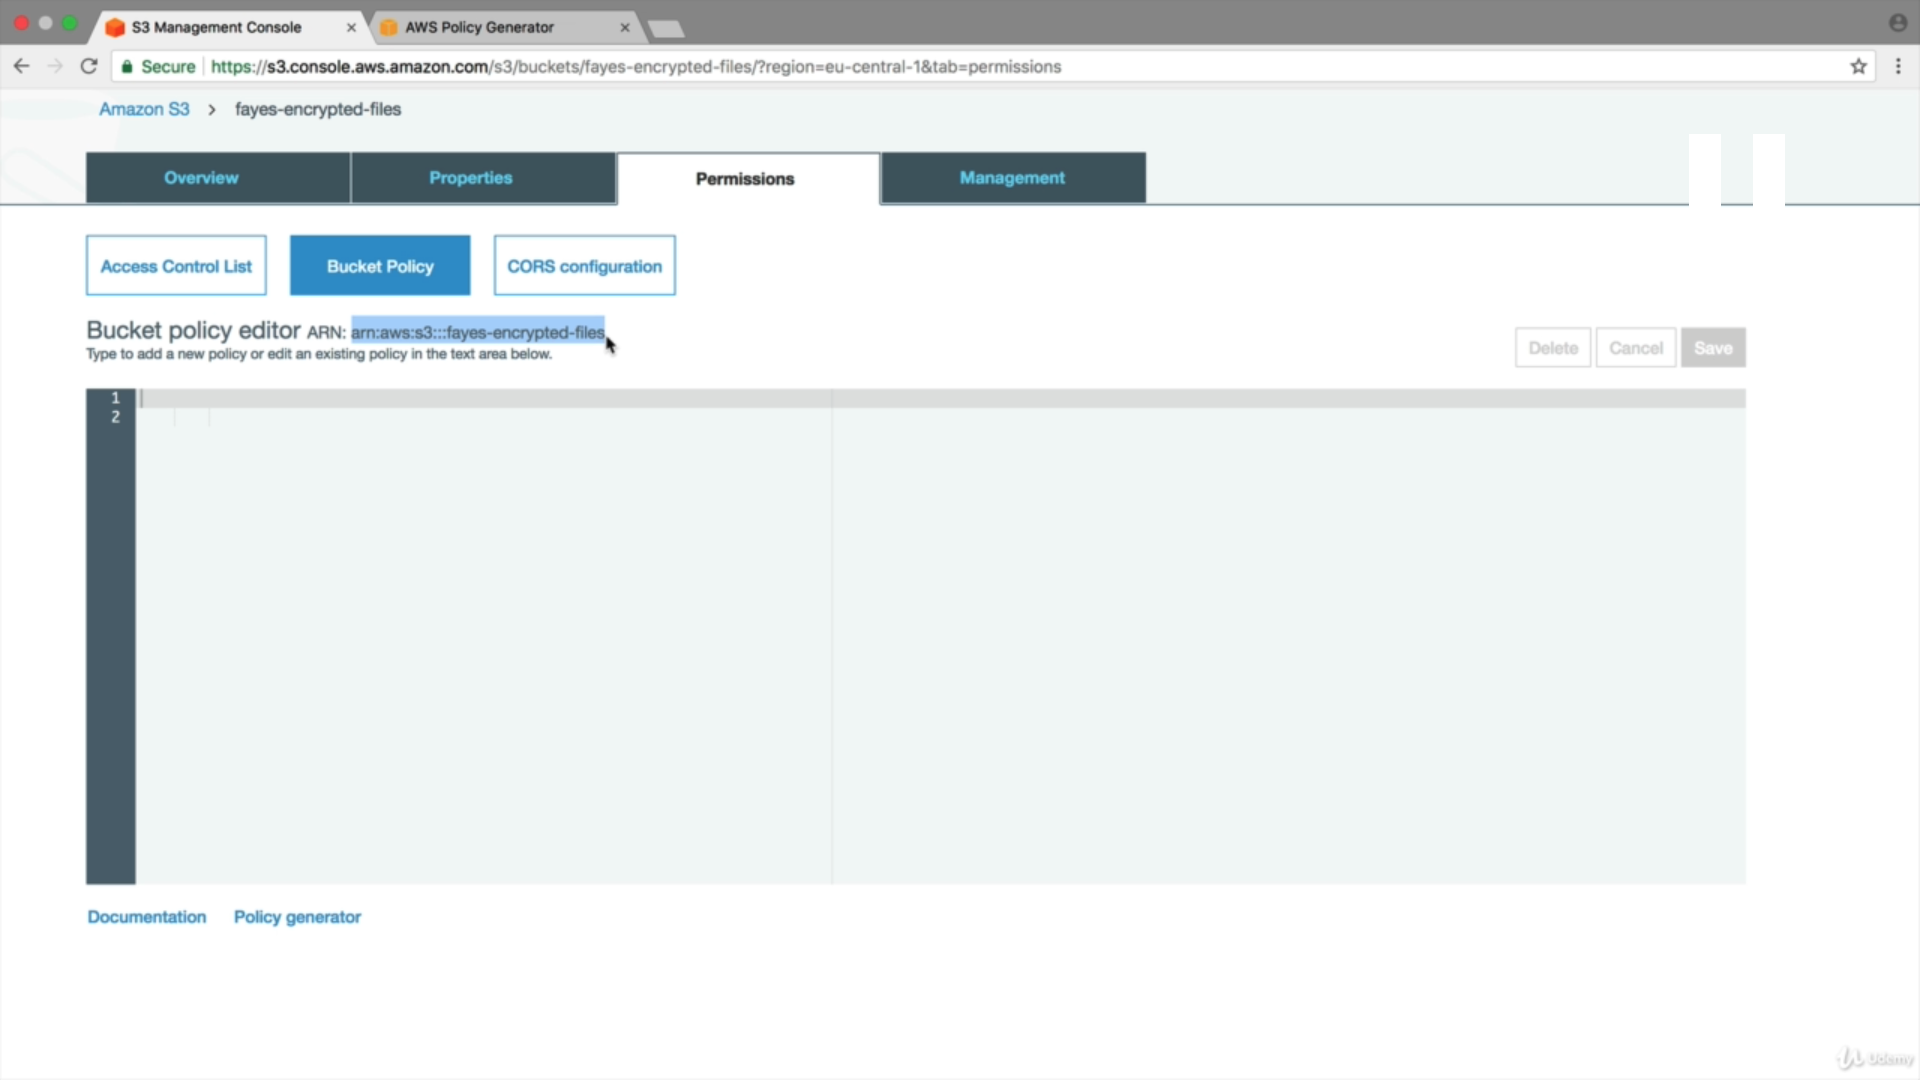 S3 Management Console
AWS Policy Generator
Secure https://s3.console.aws.amazon.com/s3/buckets/fayes-encrypted-files/?region=eu-central-1&tab=permissions
Amazon S3 > fayes-encrypted-files
Overview
Properties
Permissions
Management
Access Control List
Bucket Policy
CORS configuration
Bucket policy editor ARN: arn:aws:s3:::fayes-encrypted-files
Type to add a new policy or edit an existing policy in the text area below.
Delete
Cancel
Save
1
2
Documentation
Policy generator
Udemy